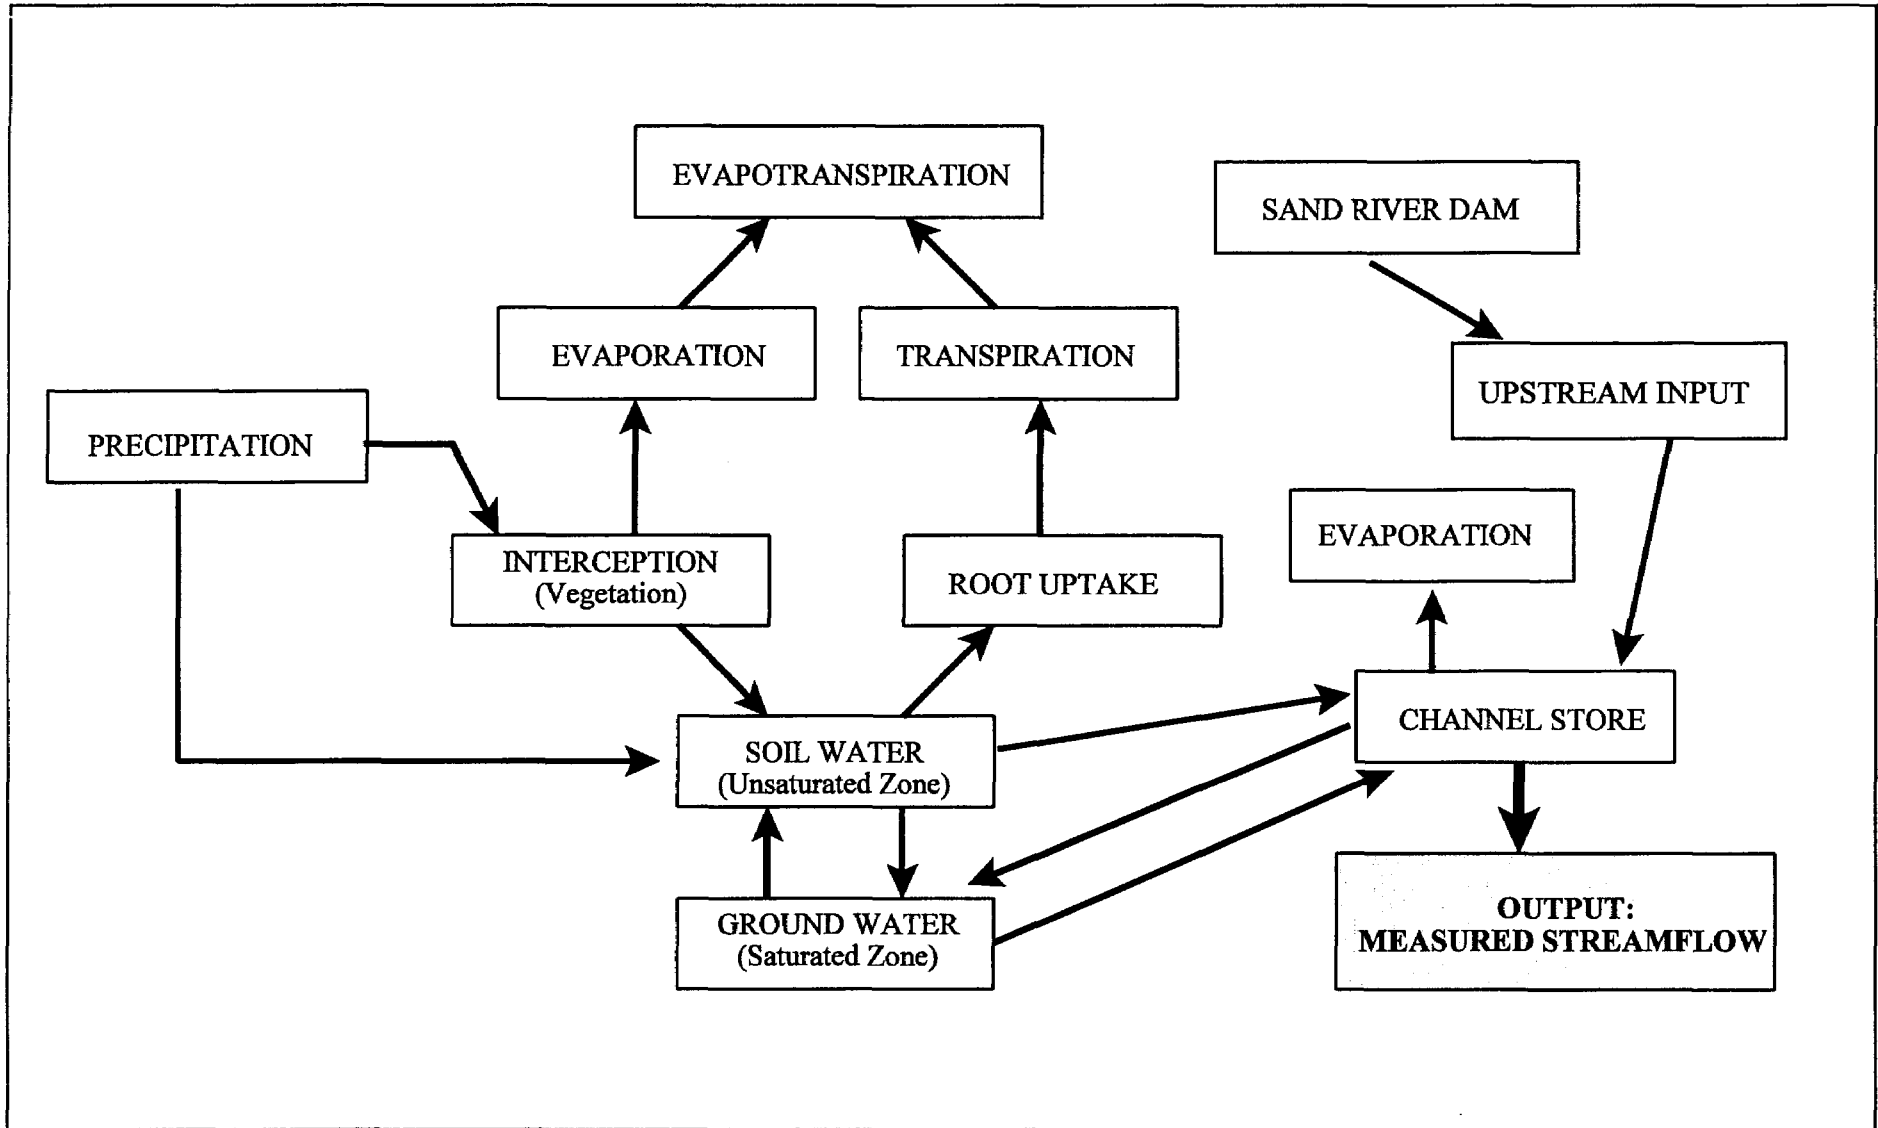 EVAPOTRANSPIRATION
SAND RIVER DAM
EVAPORATION
TRANSPIRATION
UPSTREAM INPUT
PRECIPITATION
EVAPORATION
INTERCEPTION
(Vegetation)
ROOT UPTAKE
CHANNEL STORE
SOIL WATER
(Unsaturated Zone)
OUTPUT:
MEASURED STREAMFLOW
GROUND WATER
(Saturated Zone)